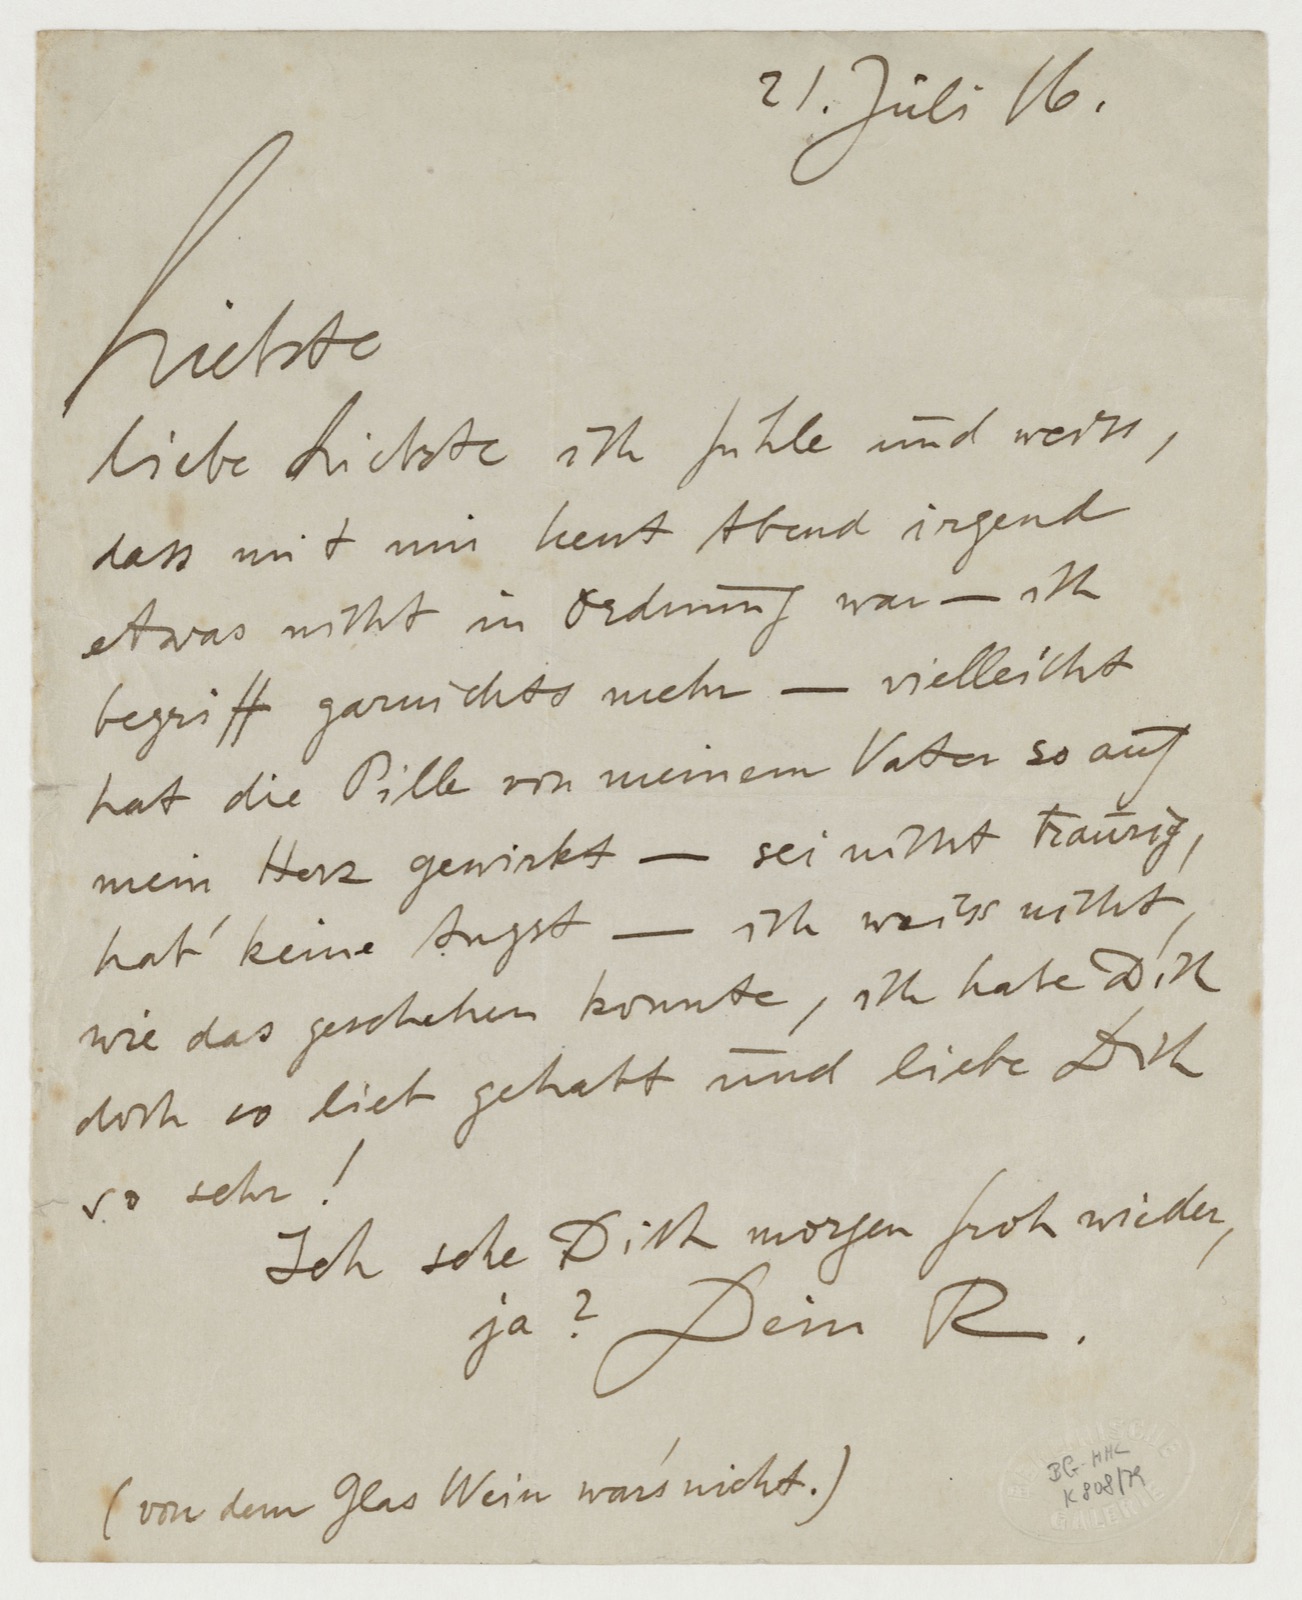 21. Juli 16.
Liebste
liebe Liebste ich fühle und weiss,
dass mit mir heut Abend irgend
etwas nicht in Ordnung war — ich
begriff garnichts mehr — vielleicht
hat die Pille von meinem Vater so auf
mein Herz gewirkt — sei nicht traurig,
hab' keine Angst — ich weiss nicht,
wie das geschehen konnte, ich habe Dich
doch so lieb gehabt und liebe Dich
so sehr!
Ich sehe Dich morgen froh wieder,
ja? Dein R.
(von dem Glas Wein war's nicht.)
BG-HHC
K 808/79
BERLINISCHE
GALERIE